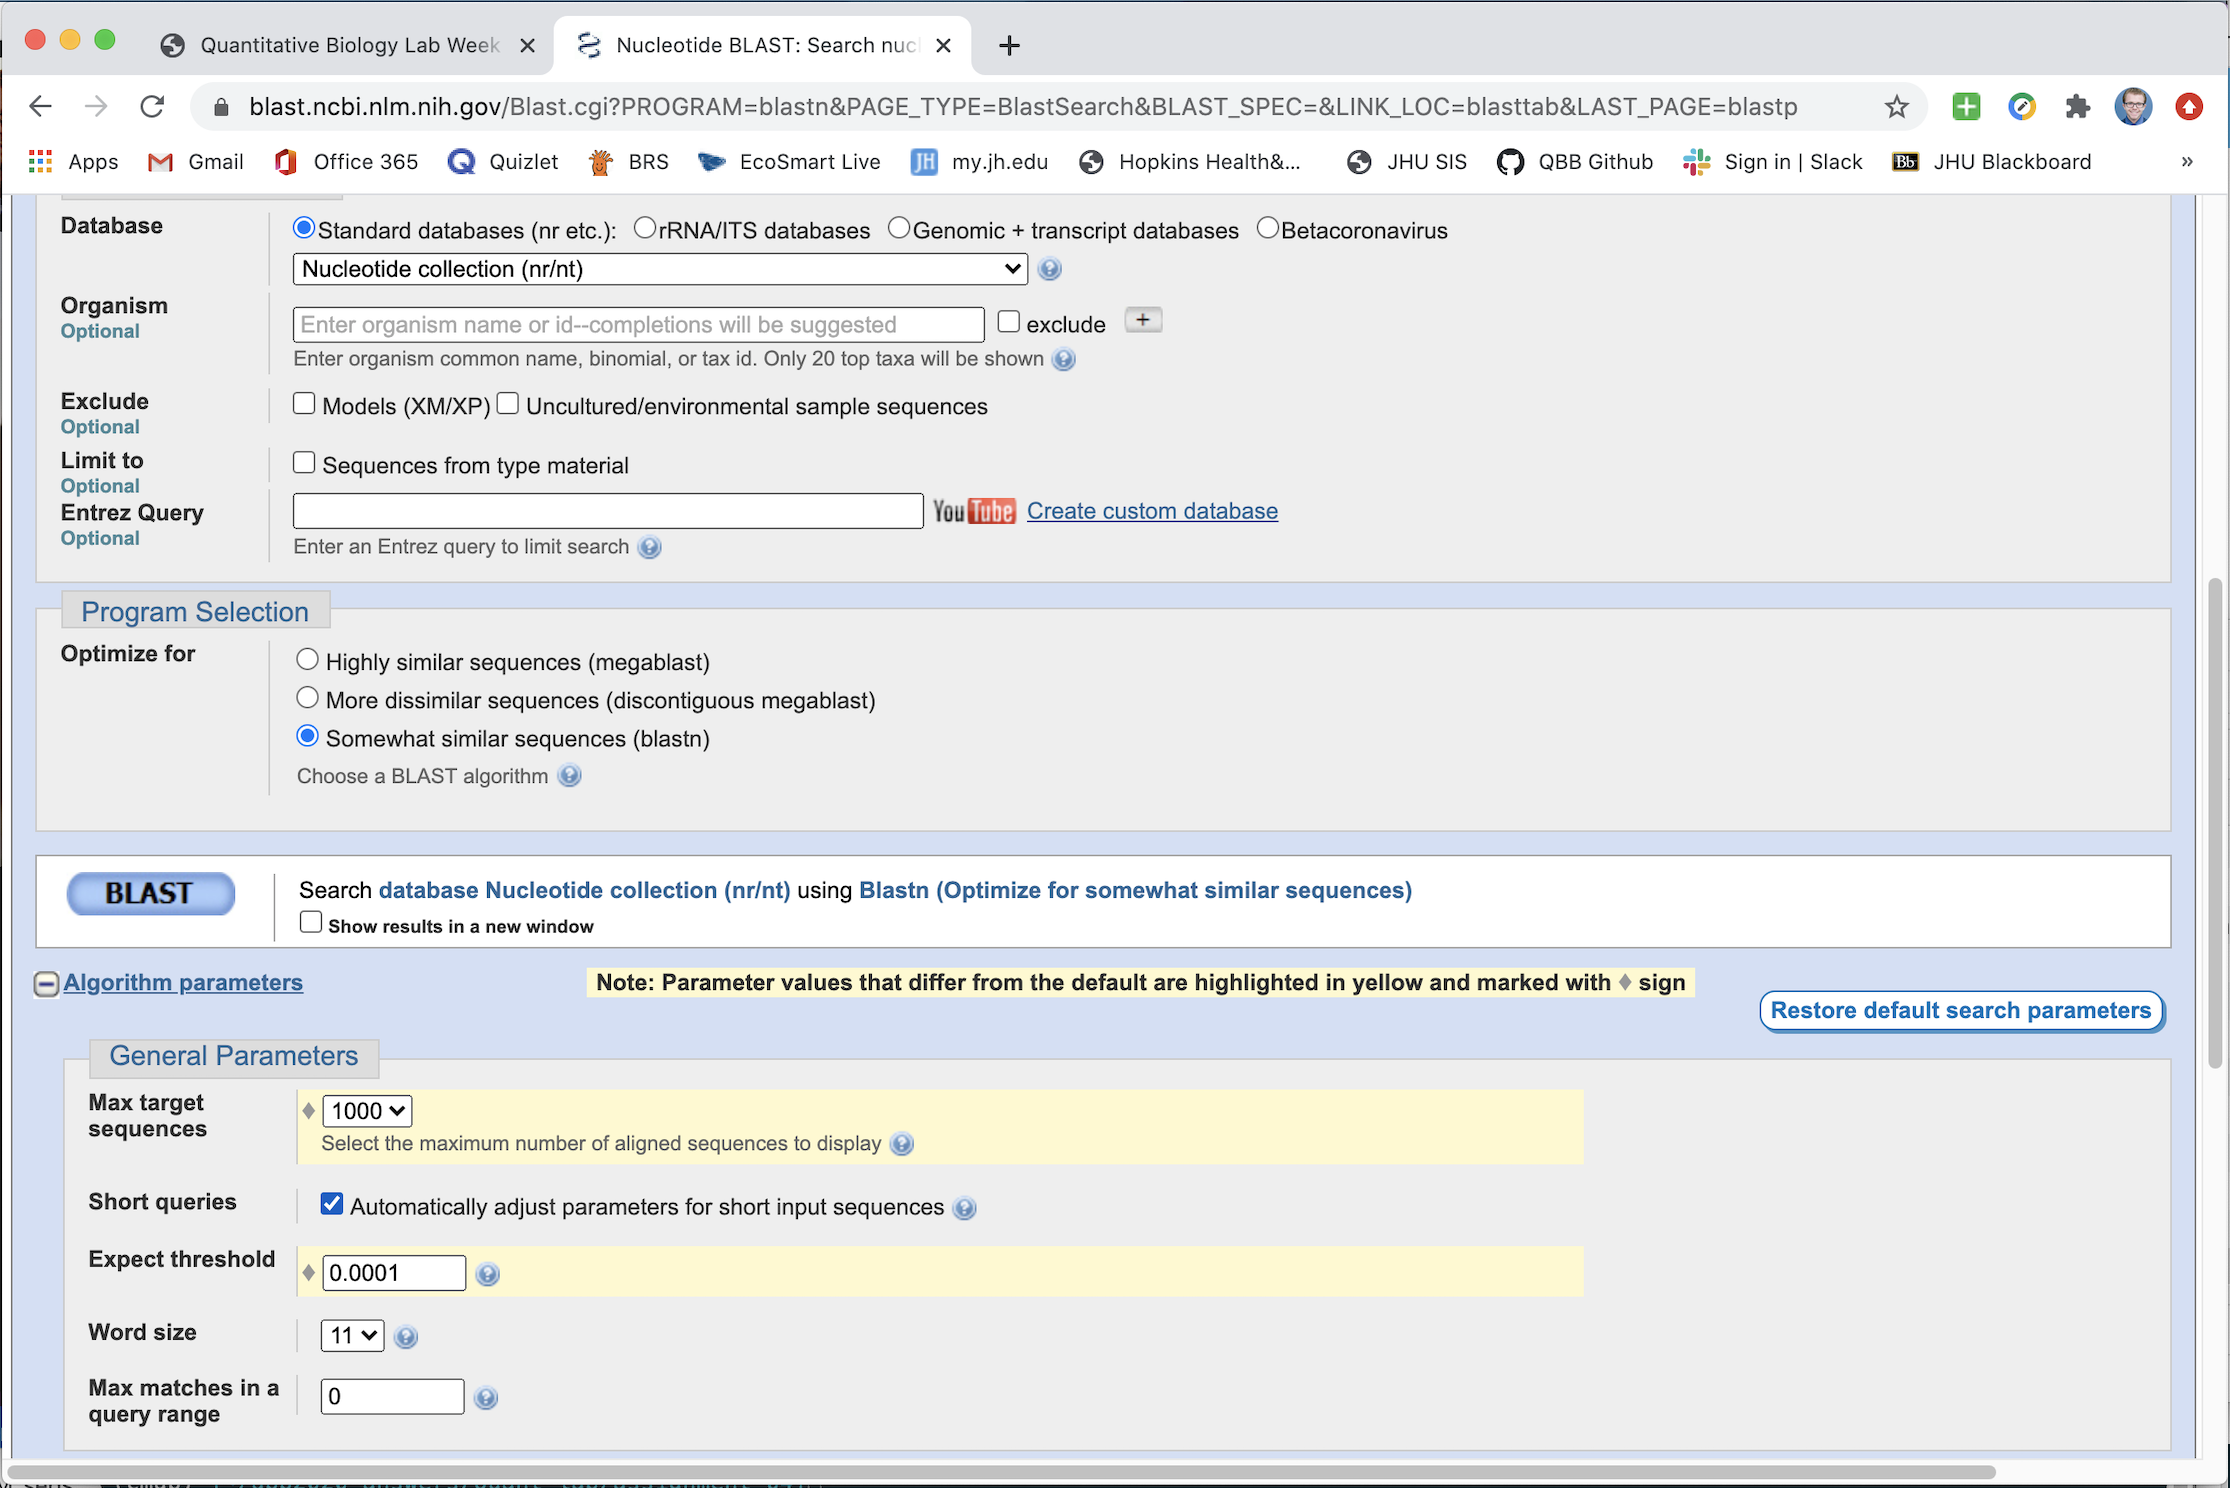 Quantitative Biology Lab Week
Nucleotide BLAST: Search nuc
blast.ncbi.nlm.nih.gov/Blast.cgi?PROGRAM=blastn&PAGE_TYPE=BlastSearch&BLAST_SPEC=&LINK_LOC=blasttab&LAST_PAGE=blastp
Apps Gmail Office 365 Quizlet BRS EcoSmart Live JH my.jh.edu Hopkins Health&... JHU SIS QBB Github Sign in | Slack Bb JHU Blackboard »
Database
Standard databases (nr etc.): rRNA/ITS databases Genomic + transcript databases Betacoronavirus
Nucleotide collection (nr/nt)
Organism
Optional
Enter organism name or id--completions will be suggested exclude +
Enter organism common name, binomial, or tax id. Only 20 top taxa will be shown
Exclude
Optional
Models (XM/XP) Uncultured/environmental sample sequences
Limit to
Optional
Sequences from type material
Entrez Query
Optional
YouTube Create custom database
Enter an Entrez query to limit search
Program Selection
Optimize for
Highly similar sequences (megablast)
More dissimilar sequences (discontiguous megablast)
Somewhat similar sequences (blastn)
Choose a BLAST algorithm
BLAST
Search database Nucleotide collection (nr/nt) using Blastn (Optimize for somewhat similar sequences)
Show results in a new window
Algorithm parameters
Note: Parameter values that differ from the default are highlighted in yellow and marked with ♦ sign
Restore default search parameters
General Parameters
Max target
sequences
♦ 1000
Select the maximum number of aligned sequences to display
Short queries
Automatically adjust parameters for short input sequences
Expect threshold
♦ 0.0001
Word size
11
Max matches in a
query range
0